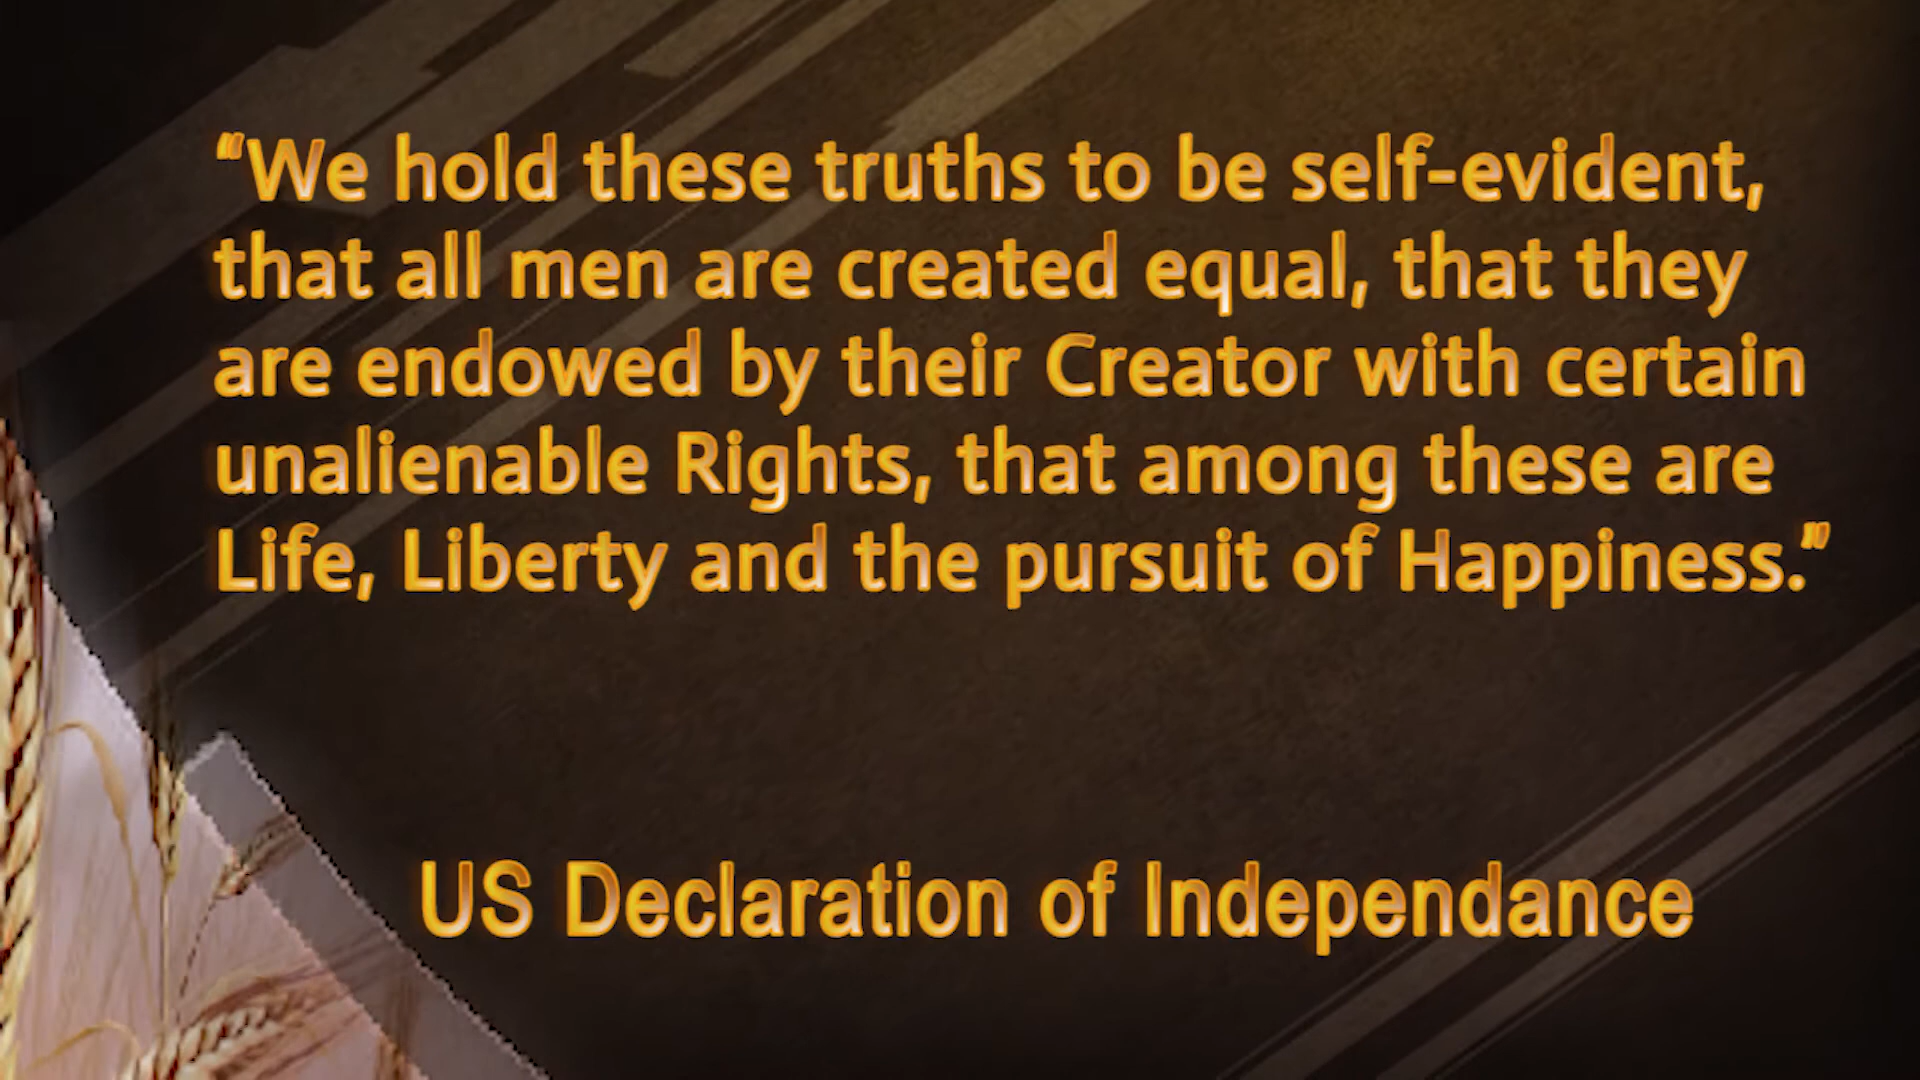 “We hold these truths to be self-evident,
that all men are created equal, that they
are endowed by their Creator with certain
unalienable Rights, that among these are
Life, Liberty and the pursuit of Happiness.”
US Declaration of Independance